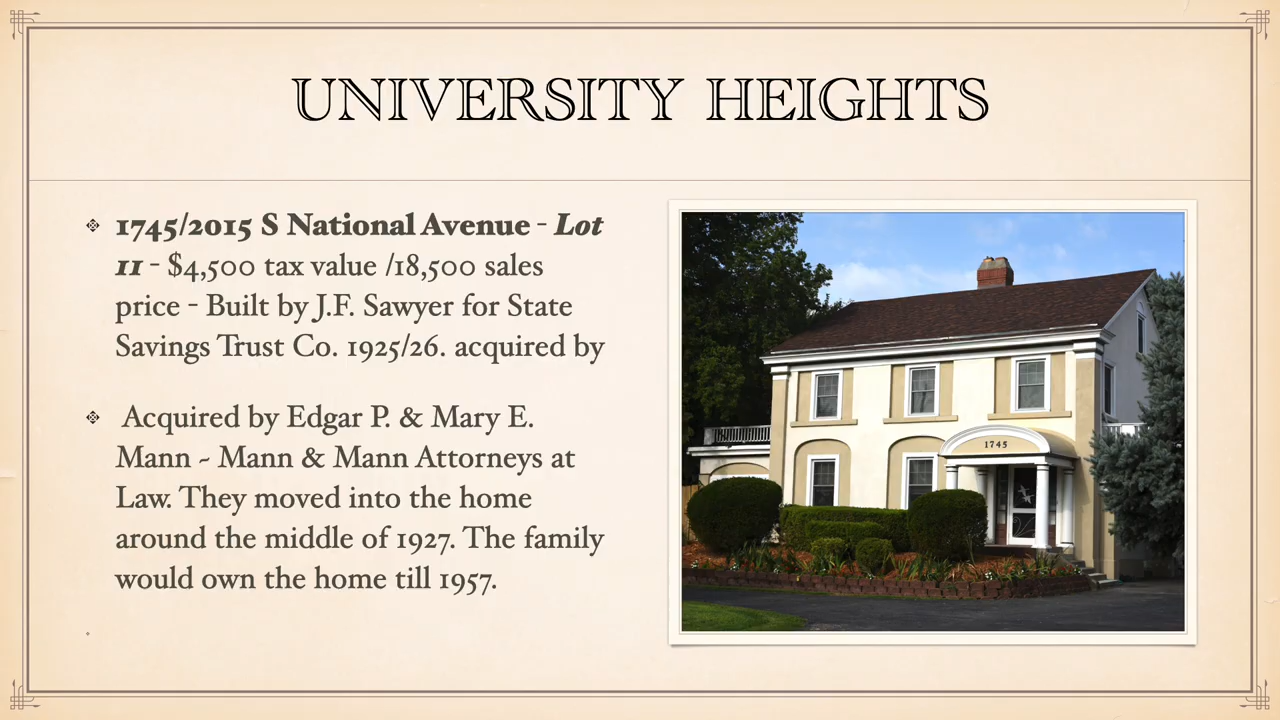 UNIVERSITY HEIGHTS
1745/2015 S National Avenue - Lot
11 - $4,500 tax value /18,500 sales
price - Built by J.F. Sawyer for State
Savings Trust Co. 1925/26. acquired by
Acquired by Edgar P. & Mary E.
Mann ~ Mann & Mann Attorneys at
Law. They moved into the home
around the middle of 1927. The family
would own the home till 1957.
1745